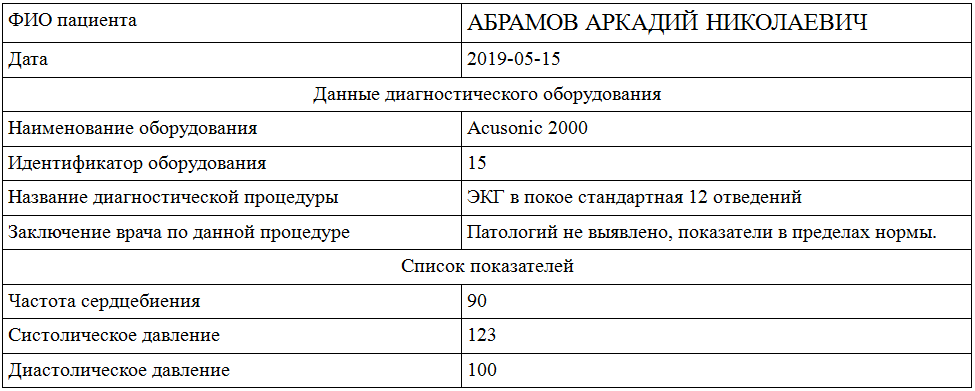 ФИО пациента АБРАМОВ АРКАДИЙ НИКОЛАЕВИЧ
Дата 2019-05-15
Данные диагностического оборудования
Наименование оборудования Acusonic 2000
Идентификатор оборудования 15
Название диагностической процедуры ЭКГ в покое стандартная 12 отведений
Заключение врача по данной процедуре Патологий не выявлено, показатели в пределах нормы.
Список показателей
Частота сердцебиения 90
Систолическое давление 123
Диастолическое давление 100